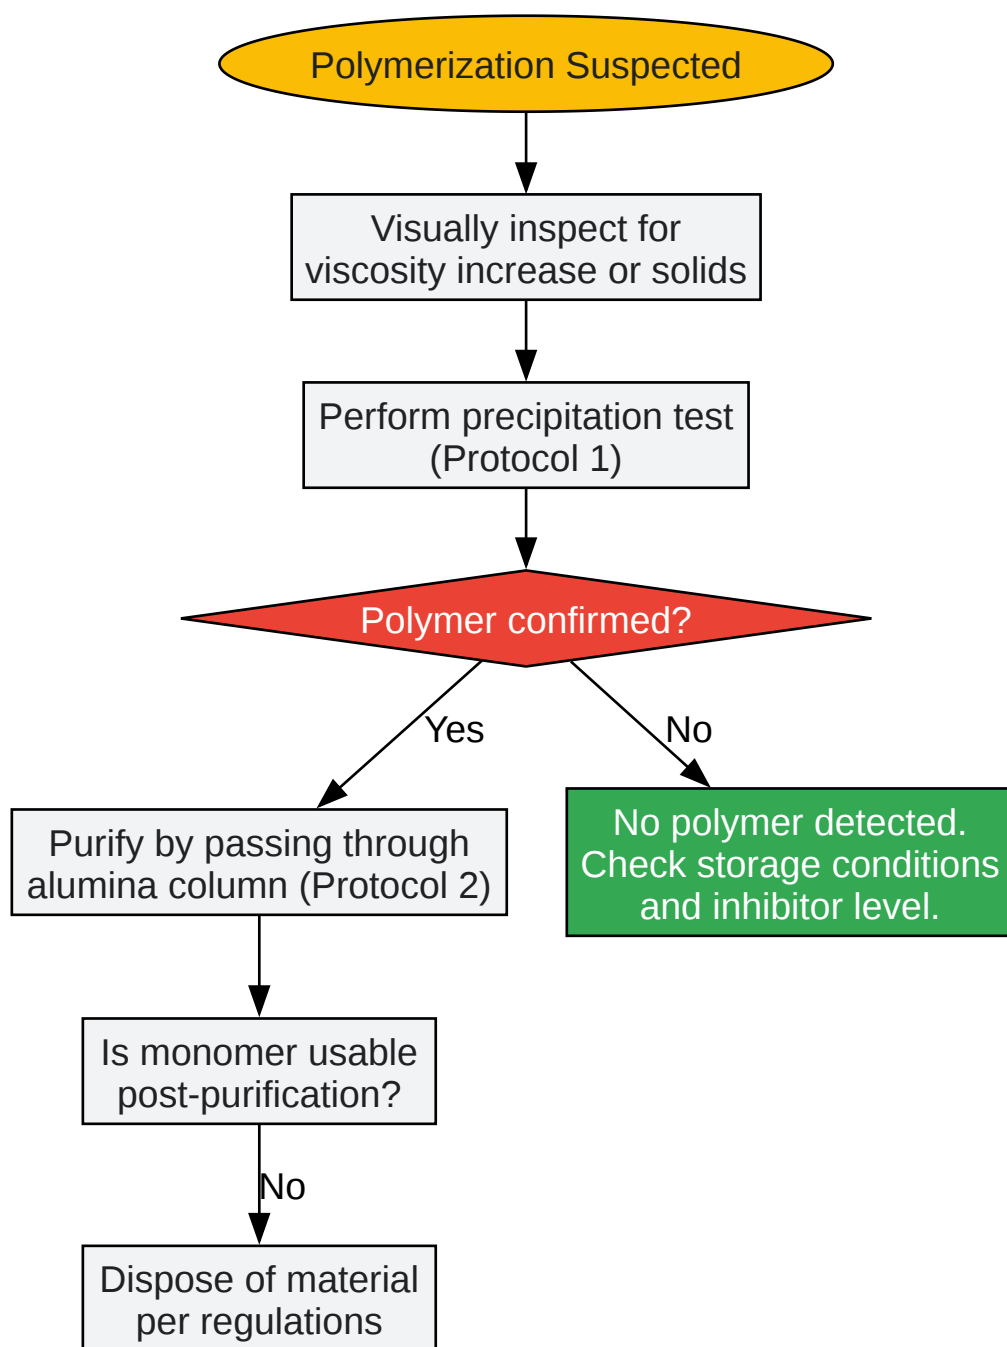 Polymerization Suspected
Visually inspect for
viscosity increase or solids
Perform precipitation test
(Protocol 1)
Polymer confirmed?
Yes
No
Purify by passing through
alumina column (Protocol 2)
No polymer detected.
Check storage conditions
and inhibitor level.
Is monomer usable
post-purification?
No
Dispose of material
per regulations